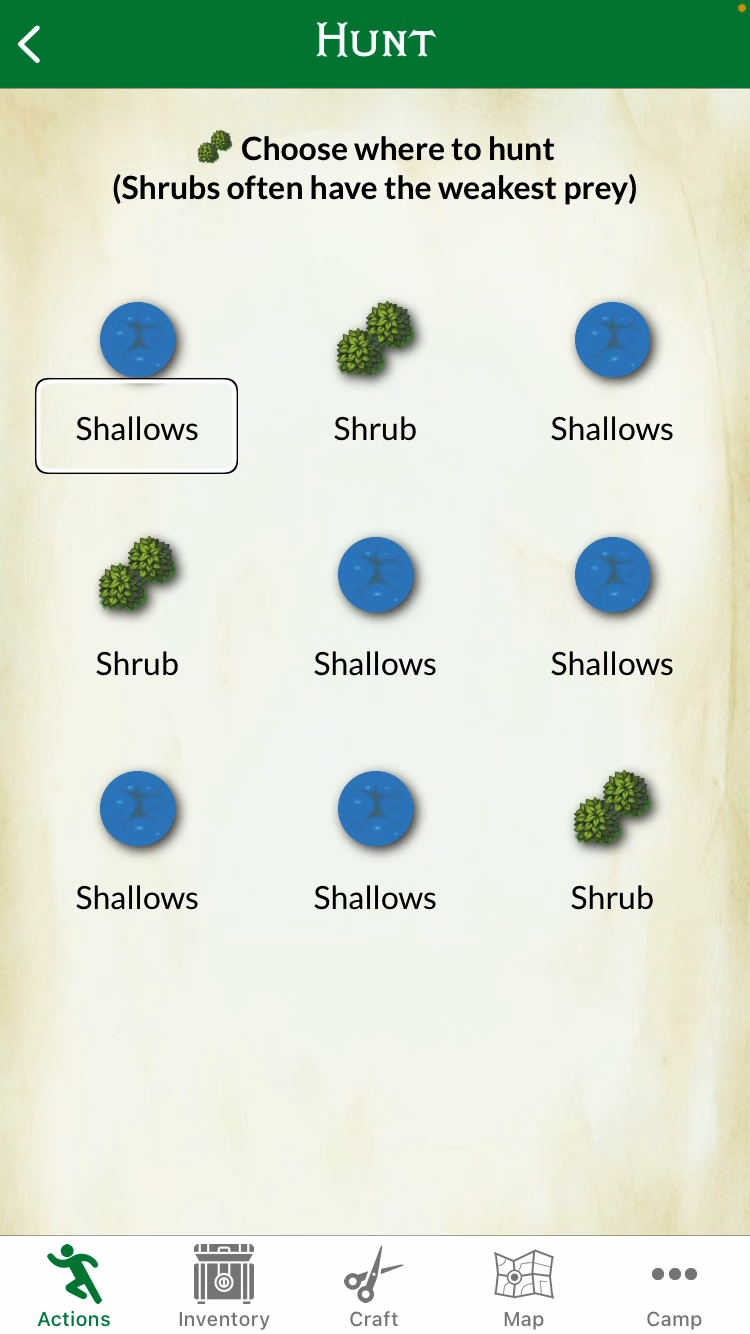 Hunt
Choose where to hunt
(Shrubs often have the weakest prey)
Shallows
Shrub
Shallows
Shrub
Shallows
Shallows
Shallows
Shallows
Shrub
Actions
Inventory
Craft
Map
Camp